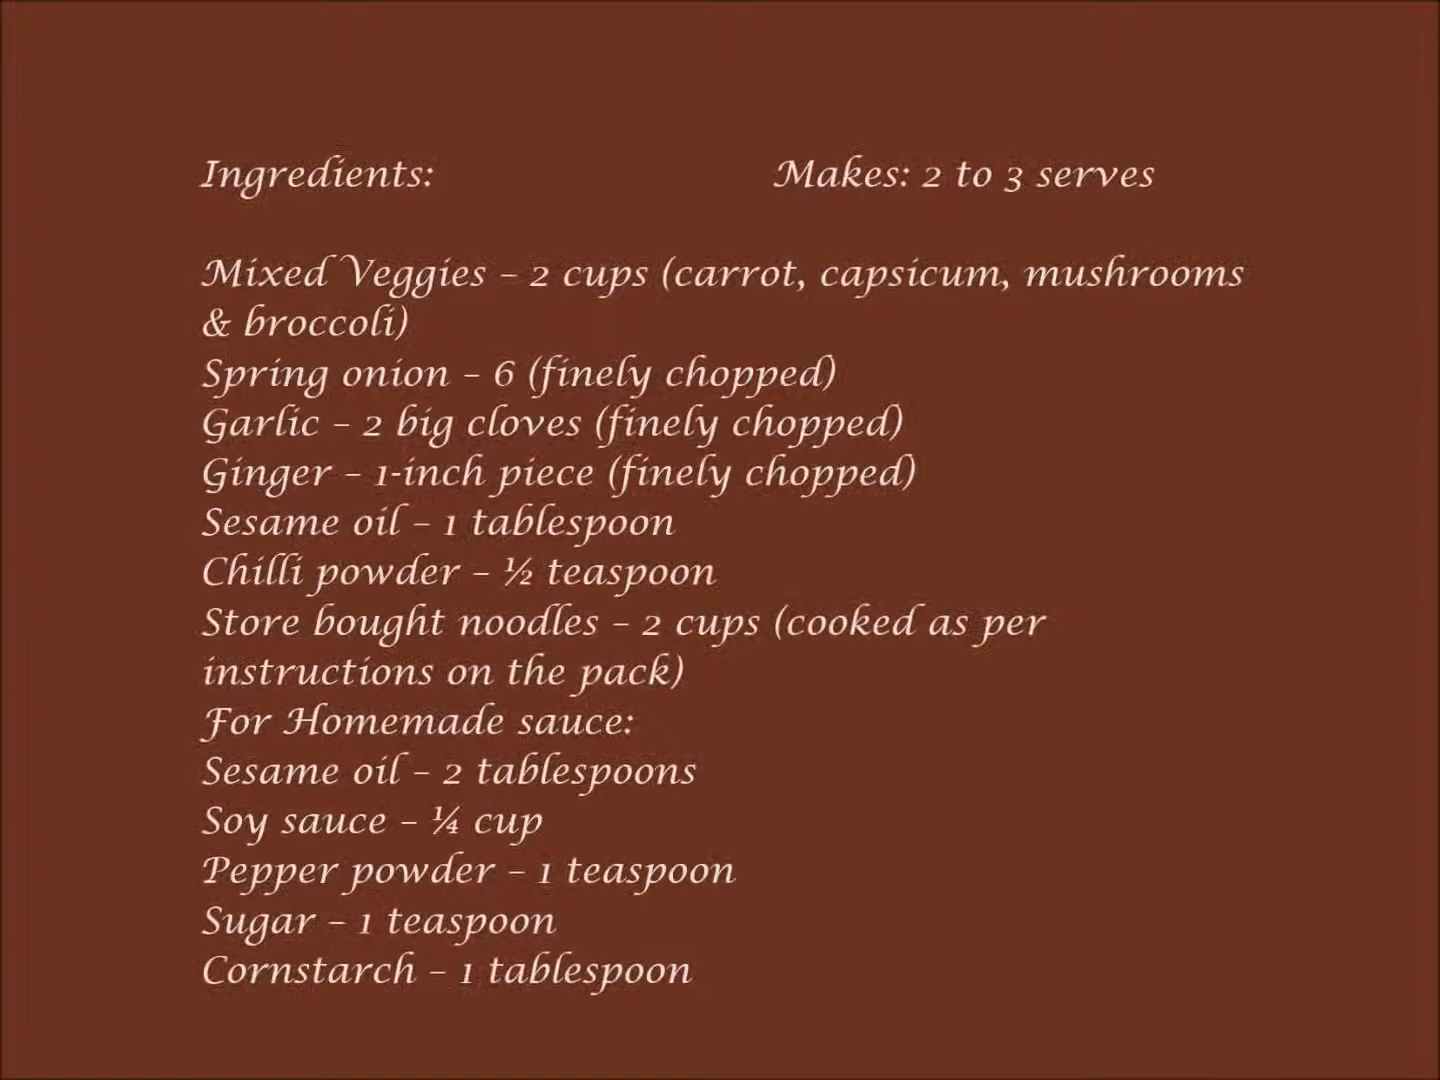 Ingredients: Makes: 2 to 3 serves
Mixed Veggies – 2 cups (carrot, capsicum, mushrooms
& broccoli)
Spring onion – 6 (finely chopped)
Garlic – 2 big cloves (finely chopped)
Ginger – 1-inch piece (finely chopped)
Sesame oil – 1 tablespoon
Chilli powder – ½ teaspoon
Store bought noodles – 2 cups (cooked as per
instructions on the pack)
For Homemade sauce:
Sesame oil – 2 tablespoons
Soy sauce – ¼ cup
Pepper powder – 1 teaspoon
Sugar – 1 teaspoon
Cornstarch – 1 tablespoon